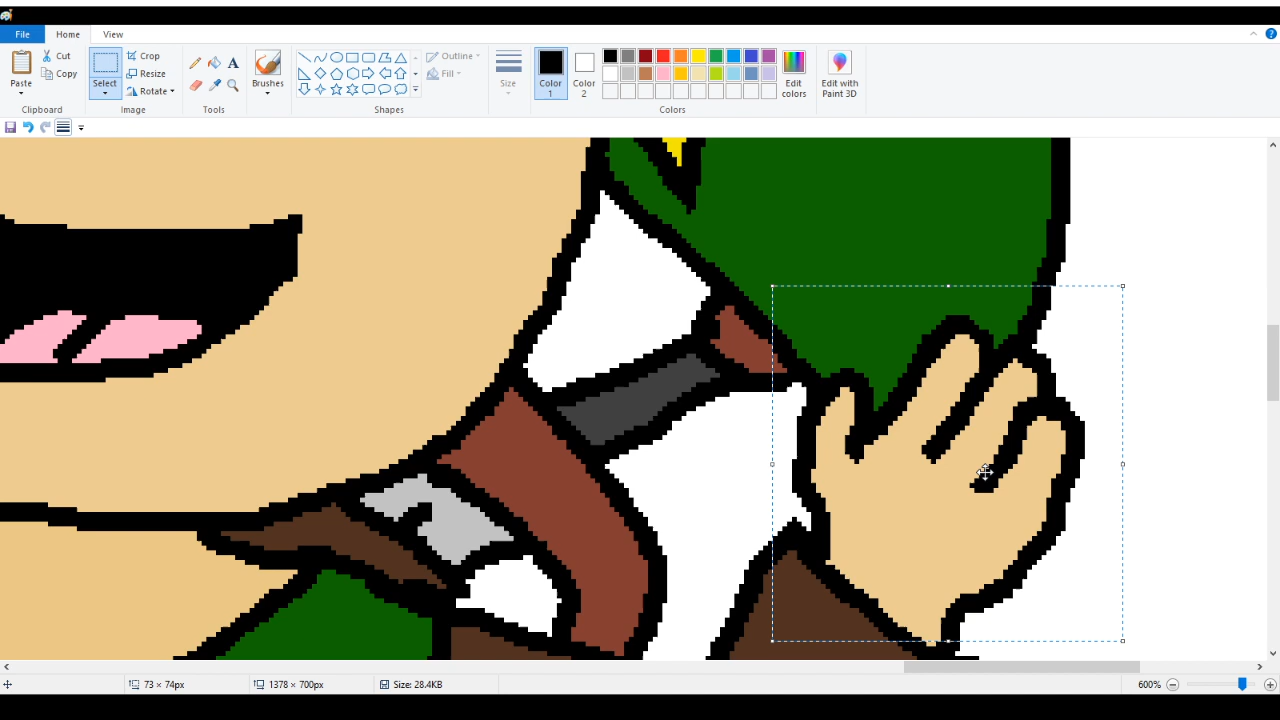 File Home View
Paste Cut Copy Clipboard
Select Crop Resize Rotate Image
A Tools
Brushes
Outline Fill Shapes
Size
Color 1 Color 2 Edit colors Colors
Edit with Paint 3D
73 × 74px 1378 × 700px Size: 28.4KB 600%